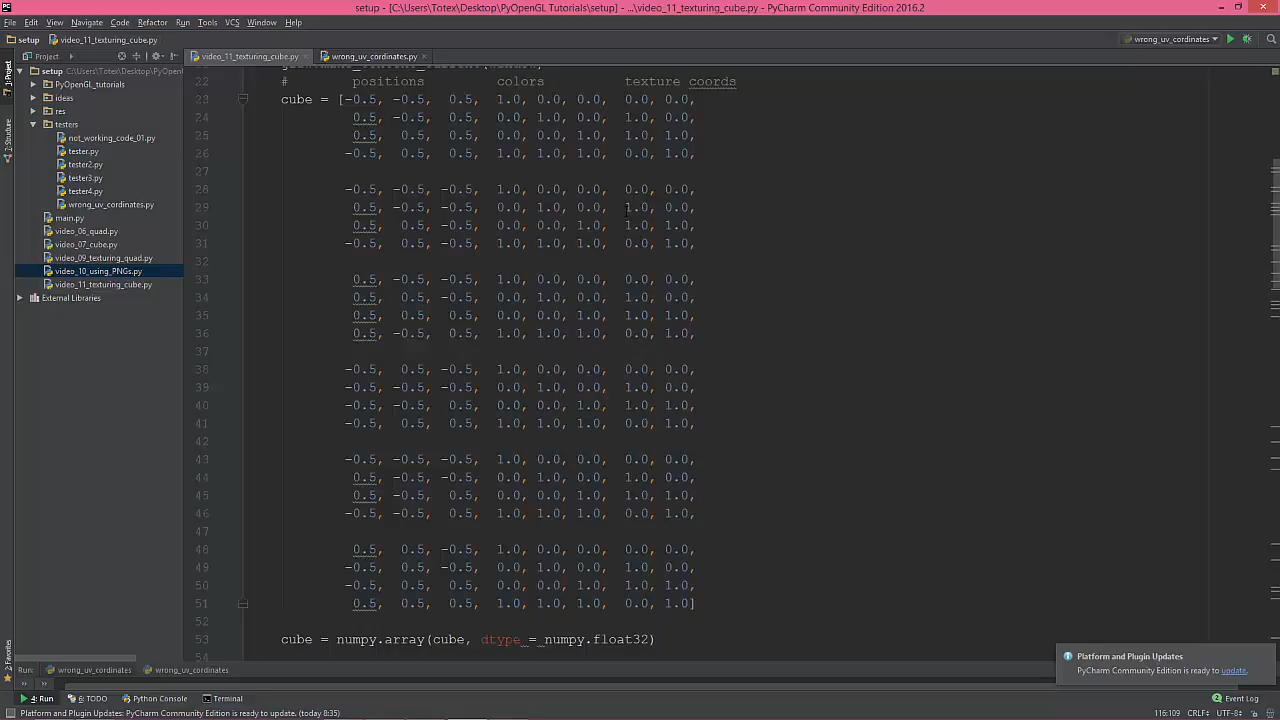 setup - [C:\Users\Totex\Desktop\PyOpenGL Tutorials\setup] - ...\video_11_texturing_cube.py - PyCharm Community Edition 2016.2
File Edit View Navigate Code Refactor Run Tools VCS Window Help
setup video_11_texturing_cube.py wrong_uv_cordinates
Project video_11_texturing_cube.py wrong_uv_cordinates.py
setup C:\Users\Totex\Desktop\PyOpen
PyOpenGL_tutorials
ideas
res
testers
not_working_code_01.py
tester.py
tester2.py
tester3.py
tester4.py
wrong_uv_cordinates.py
main.py
video_06_quad.py
video_07_cube.py
video_09_texturing_quad.py
video_10_using_PNGs.py
video_11_texturing_cube.py
External Libraries
1: Project
7: Structure
2: Favorites
22 # positions colors texture coords
23 cube = [-0.5, -0.5, 0.5, 1.0, 0.0, 0.0, 0.0, 0.0,
24 0.5, -0.5, 0.5, 0.0, 1.0, 0.0, 1.0, 0.0,
25 0.5, 0.5, 0.5, 0.0, 0.0, 1.0, 1.0, 1.0,
26 -0.5, 0.5, 0.5, 1.0, 1.0, 1.0, 0.0, 1.0,
27
28 -0.5, -0.5, -0.5, 1.0, 0.0, 0.0, 0.0, 0.0,
29 0.5, -0.5, -0.5, 0.0, 1.0, 0.0, 1.0, 0.0,
30 0.5, 0.5, -0.5, 0.0, 0.0, 1.0, 1.0, 1.0,
31 -0.5, 0.5, -0.5, 1.0, 1.0, 1.0, 0.0, 1.0,
32
33 0.5, -0.5, -0.5, 1.0, 0.0, 0.0, 0.0, 0.0,
34 0.5, 0.5, -0.5, 0.0, 1.0, 0.0, 1.0, 0.0,
35 0.5, 0.5, 0.5, 0.0, 0.0, 1.0, 1.0, 1.0,
36 0.5, -0.5, 0.5, 1.0, 1.0, 1.0, 0.0, 1.0,
37
38 -0.5, 0.5, -0.5, 1.0, 0.0, 0.0, 0.0, 0.0,
39 -0.5, -0.5, -0.5, 0.0, 1.0, 0.0, 1.0, 0.0,
40 -0.5, -0.5, 0.5, 0.0, 0.0, 1.0, 1.0, 1.0,
41 -0.5, 0.5, 0.5, 1.0, 1.0, 1.0, 0.0, 1.0,
42
43 -0.5, -0.5, -0.5, 1.0, 0.0, 0.0, 0.0, 0.0,
44 0.5, -0.5, -0.5, 0.0, 1.0, 0.0, 1.0, 0.0,
45 0.5, -0.5, 0.5, 0.0, 0.0, 1.0, 1.0, 1.0,
46 -0.5, -0.5, 0.5, 1.0, 1.0, 1.0, 0.0, 1.0,
47
48 0.5, 0.5, -0.5, 1.0, 0.0, 0.0, 0.0, 0.0,
49 -0.5, 0.5, -0.5, 0.0, 1.0, 0.0, 1.0, 0.0,
50 -0.5, 0.5, 0.5, 0.0, 0.0, 1.0, 1.0, 1.0,
51 0.5, 0.5, 0.5, 1.0, 1.0, 1.0, 0.0, 1.0]
52
53 cube = numpy.array(cube, dtype = numpy.float32)
54
Platform and Plugin Updates
PyCharm Community Edition is ready to update.
Run: wrong_uv_cordinates wrong_uv_cordinates
4: Run 6: TODO Python Console Terminal Event Log
Platform and Plugin Updates: PyCharm Community Edition is ready to update. (today 8:35) 116:109 CRLF÷ UTF-8÷